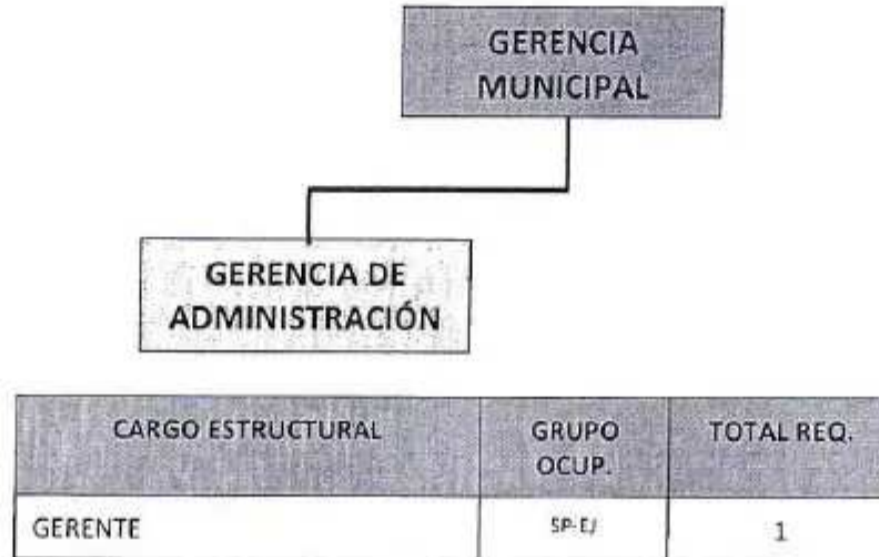 GERENCIA
MUNICIPAL
GERENCIA DE
ADMINISTRACIÓN
CARGO ESTRUCTURAL GRUPO OCUP. TOTAL REQ.
GERENTE SP-EJ 1